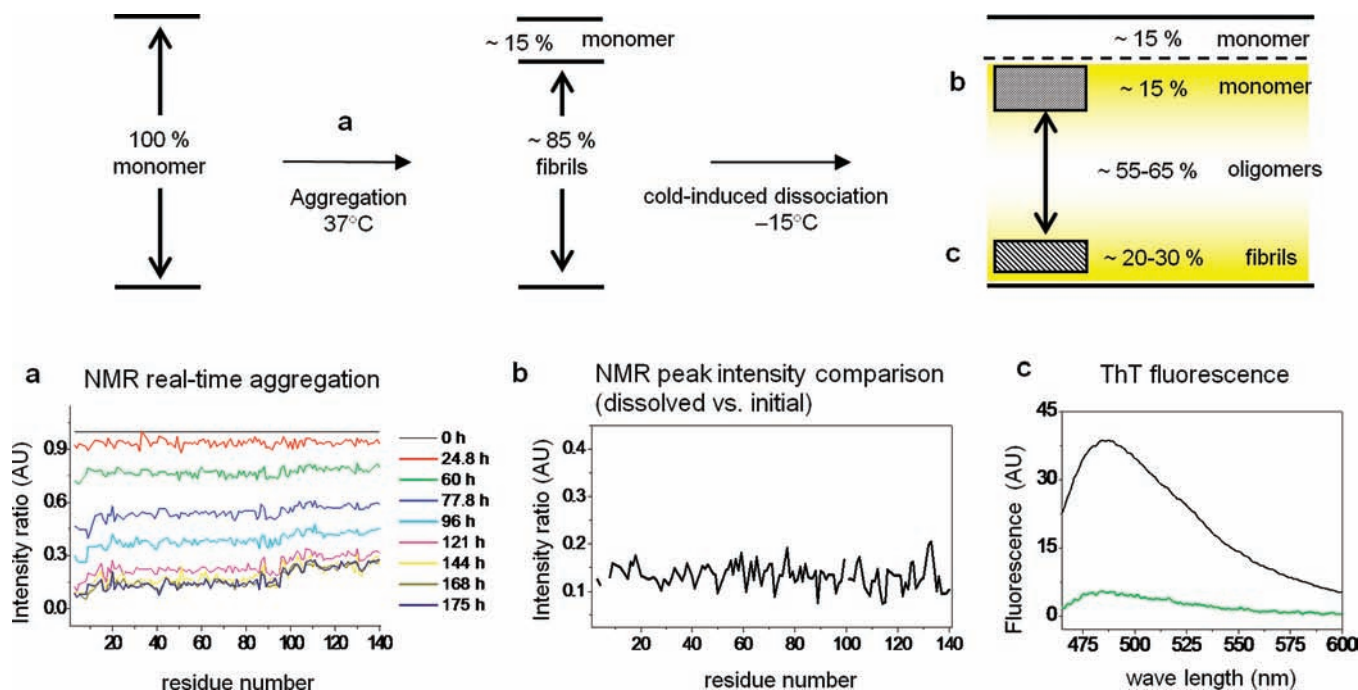 100 %
monomer
a
Aggregation
37°C
~ 15 % monomer
~ 85 %
fibrils
cold-induced dissociation
–15°C
~ 15 % monomer
b ~ 15 % monomer
~ 55-65 % oligomers
c ~ 20-30 % fibrils
a NMR real-time aggregation
Intensity ratio (AU)
0.9
0.6
0.3
0.0
20 40 60 80 100 120 140
residue number
0 h
24.8 h
60 h
77.8 h
96 h
121 h
144 h
168 h
175 h
b NMR peak intensity comparison
(dissolved vs. initial)
Intensity ratio (AU)
0.4
0.3
0.2
0.1
20 40 60 80 100 120 140
residue number
c ThT fluorescence
Fluorescence (AU)
45
30
15
0
475 500 525 550 575 600
wave length (nm)